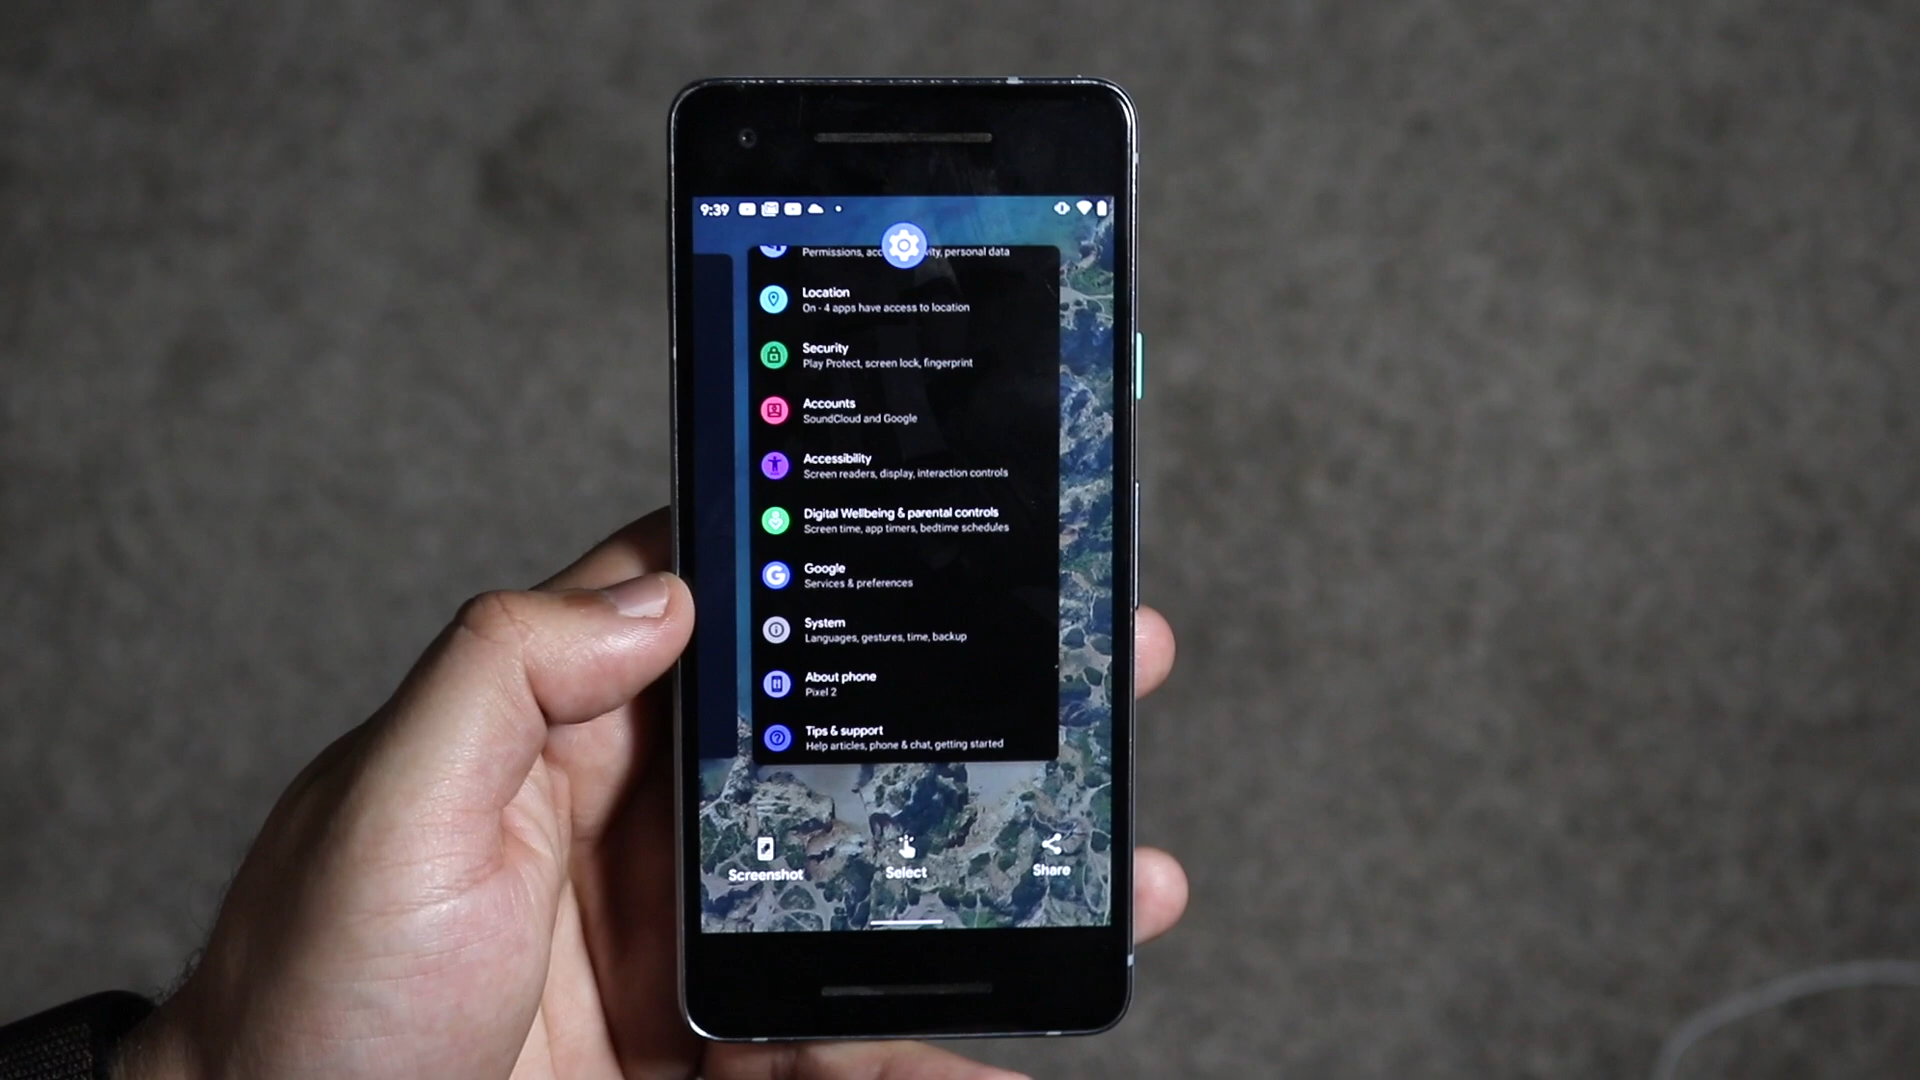 9:39
Permissions, acc
ity, personal data
Location
On - 4 apps have access to location
Security
Play Protect, screen lock, fingerprint
Accounts
SoundCloud and Google
Accessibility
Screen readers, display, interaction controls
Digital Wellbeing & parental controls
Screen time, app timers, bedtime schedules
Google
Services & preferences
System
Languages, gestures, time, backup
About phone
Pixel 2
Tips & support
Help articles, phone & chat, getting started
Screenshot
Select
Share